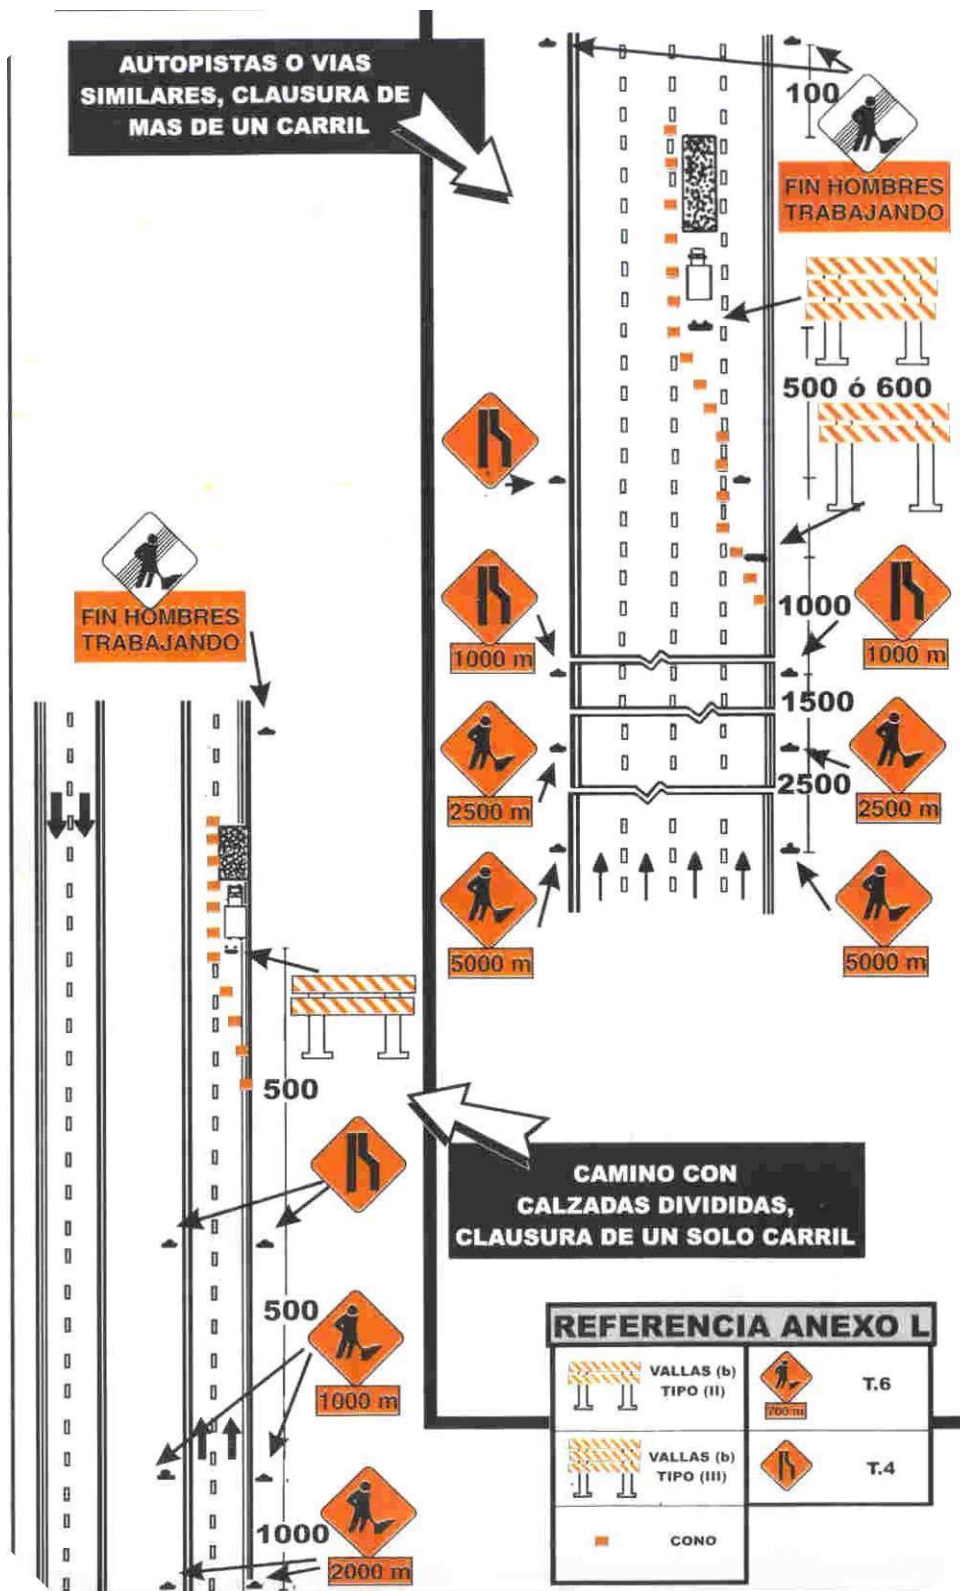 AUTOPISTAS O VIAS
SIMILARES, CLAUSURA DE
MAS DE UN CARRIL
100
FIN HOMBRES
TRABAJANDO
500 ó 600
1000
1000 m
1000 m
1500
2500 m
2500 m
2500
5000 m
5000 m
FIN HOMBRES
TRABAJANDO
500
500
1000 m
1000
2000 m
CAMINO CON
CALZADAS DIVIDIDAS,
CLAUSURA DE UN SOLO CARRIL
REFERENCIA ANEXO L
VALLAS (b)
TIPO (II)
700 m
T.6
VALLAS (b)
TIPO (III)
T.4
CONO